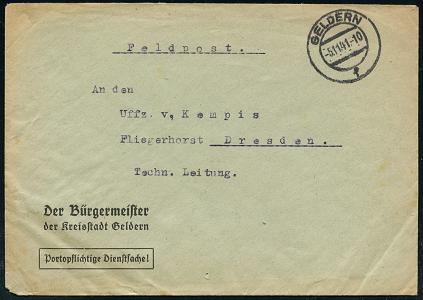 Feldpost.
GELDERN
-5.11.41.-10
An den
Uffz. v. Kempis
Fliegerhorst Dresden.
Techn. Leitung.
Der Bürgermeister
der Kreisstadt Geldern
Portopflichtige Dienstsache!